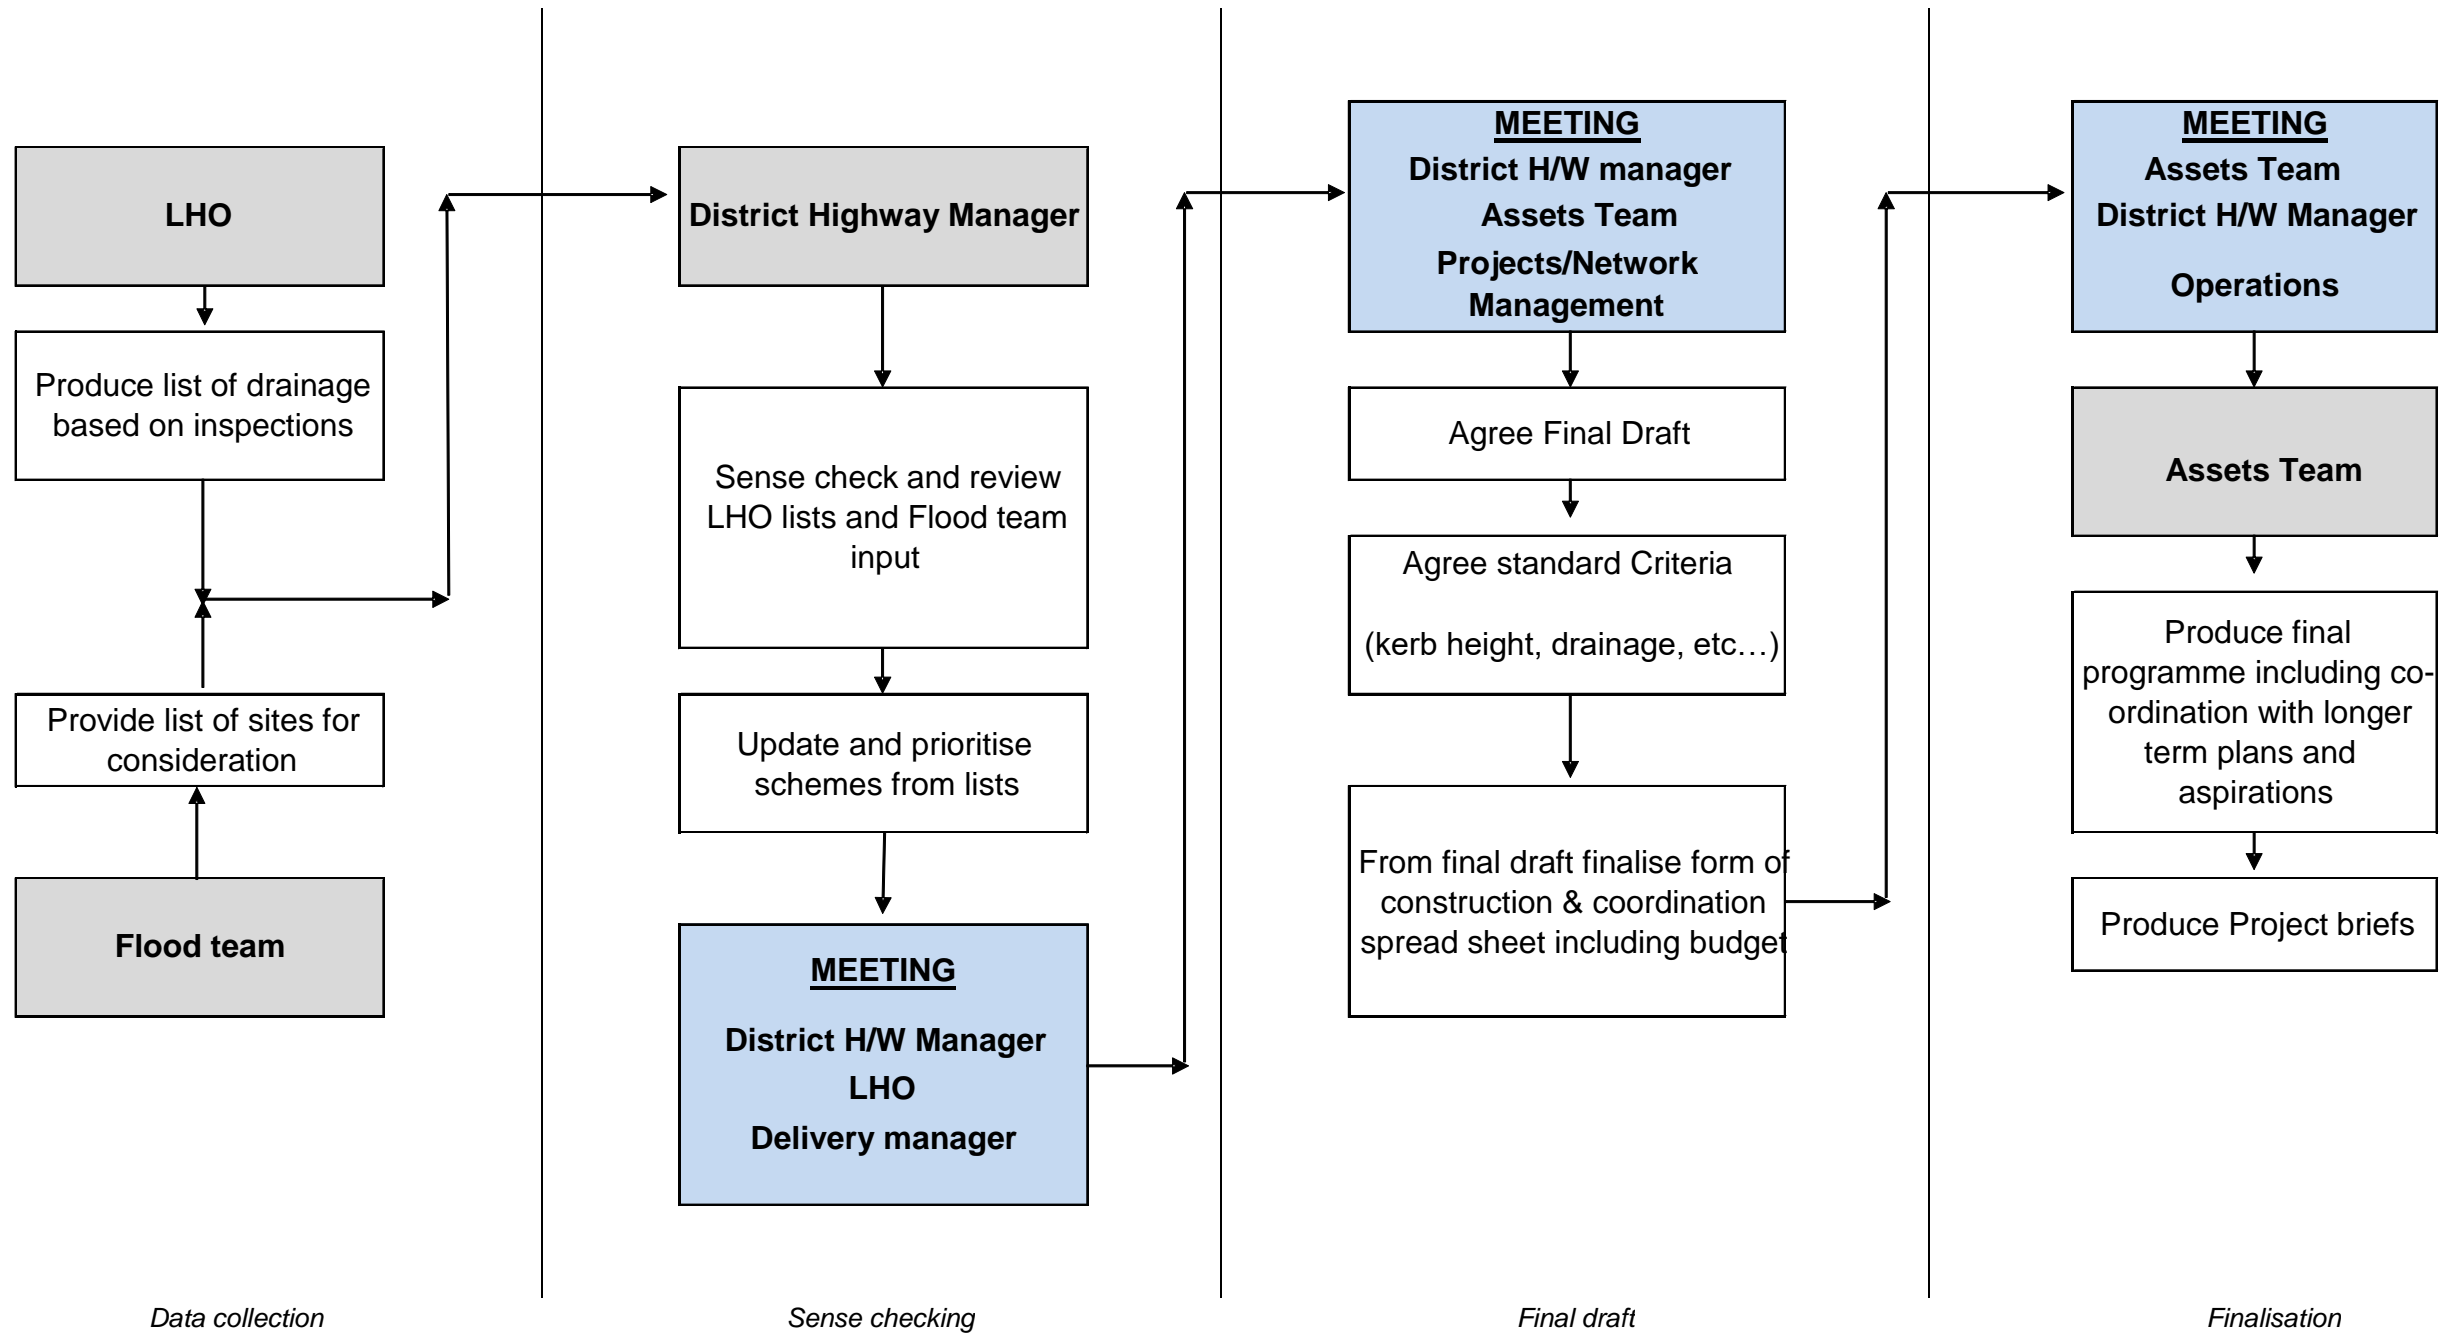 LHO
Produce list of drainage
based on inspections
Provide list of sites for
consideration
Flood team
Data collection
District Highway Manager
Sense check and review
LHO lists and Flood team
input
Update and prioritise
schemes from lists
MEETING
District H/W Manager
LHO
Delivery manager
Sense checking
MEETING
District H/W manager
Assets Team
Projects/Network
Management
Agree Final Draft
Agree standard Criteria
(kerb height, drainage, etc…)
From final draft finalise form of
construction & coordination
spread sheet including budget
Final draft
MEETING
Assets Team
District H/W Manager
Operations
Assets Team
Produce final
programme including co-
ordination with longer
term plans and
aspirations
Produce Project briefs
Finalisation